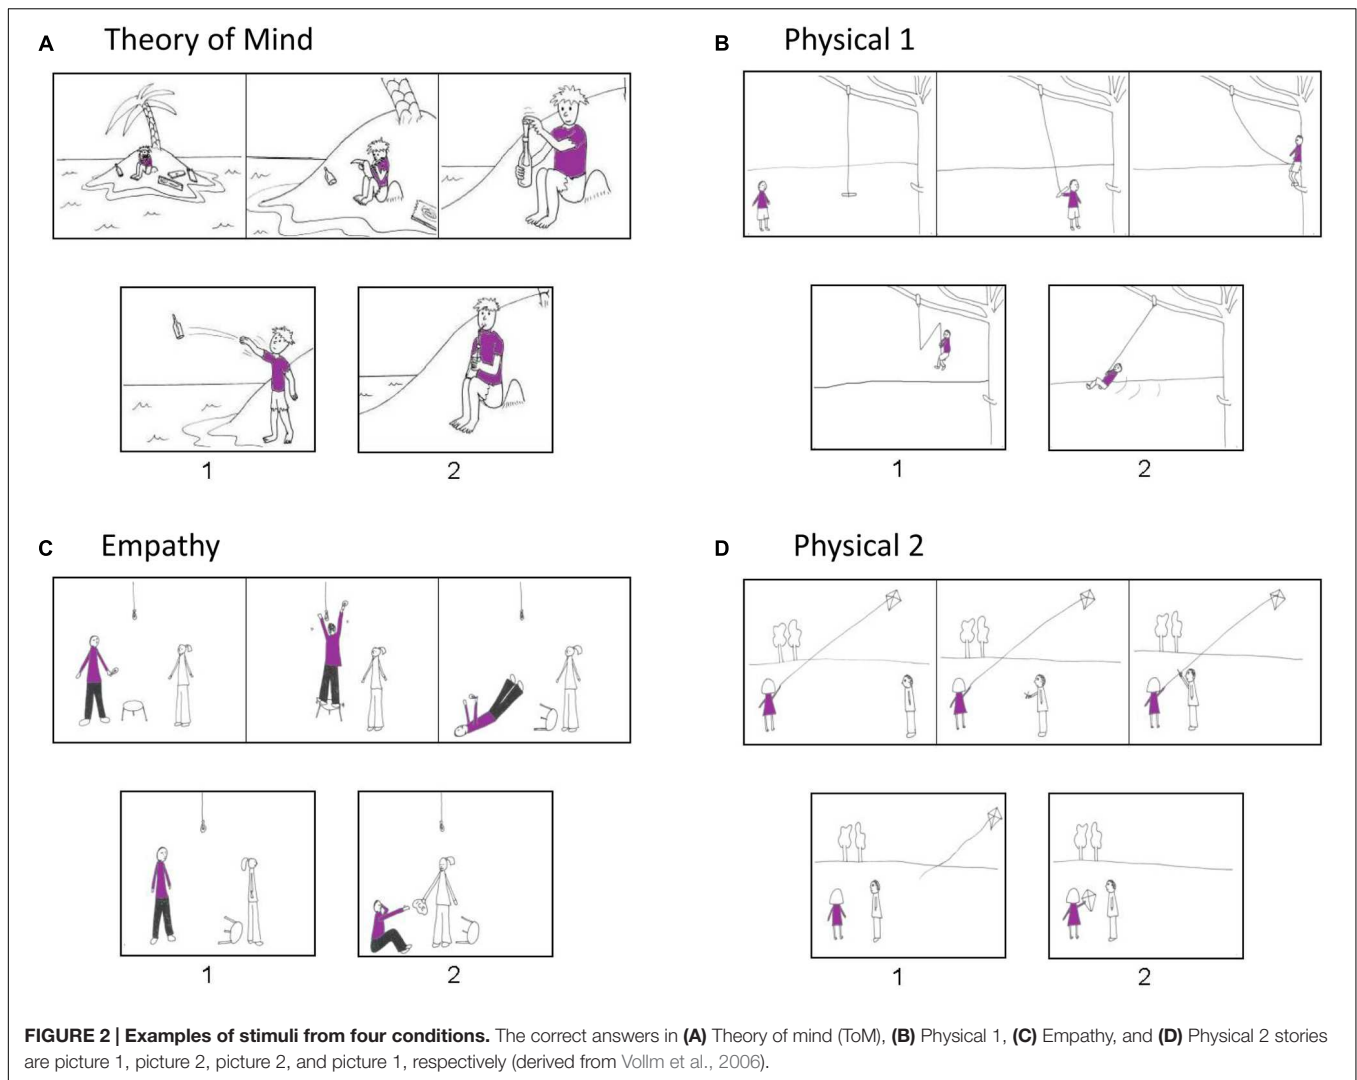 A Theory of Mind
B Physical 1
1
2
1
2
C Empathy
D Physical 2
1
2
1
2
FIGURE 2 | Examples of stimuli from four conditions. The correct answers in (A) Theory of mind (ToM), (B) Physical 1, (C) Empathy, and (D) Physical 2 stories
are picture 1, picture 2, picture 2, and picture 1, respectively (derived from Vollm et al., 2006).